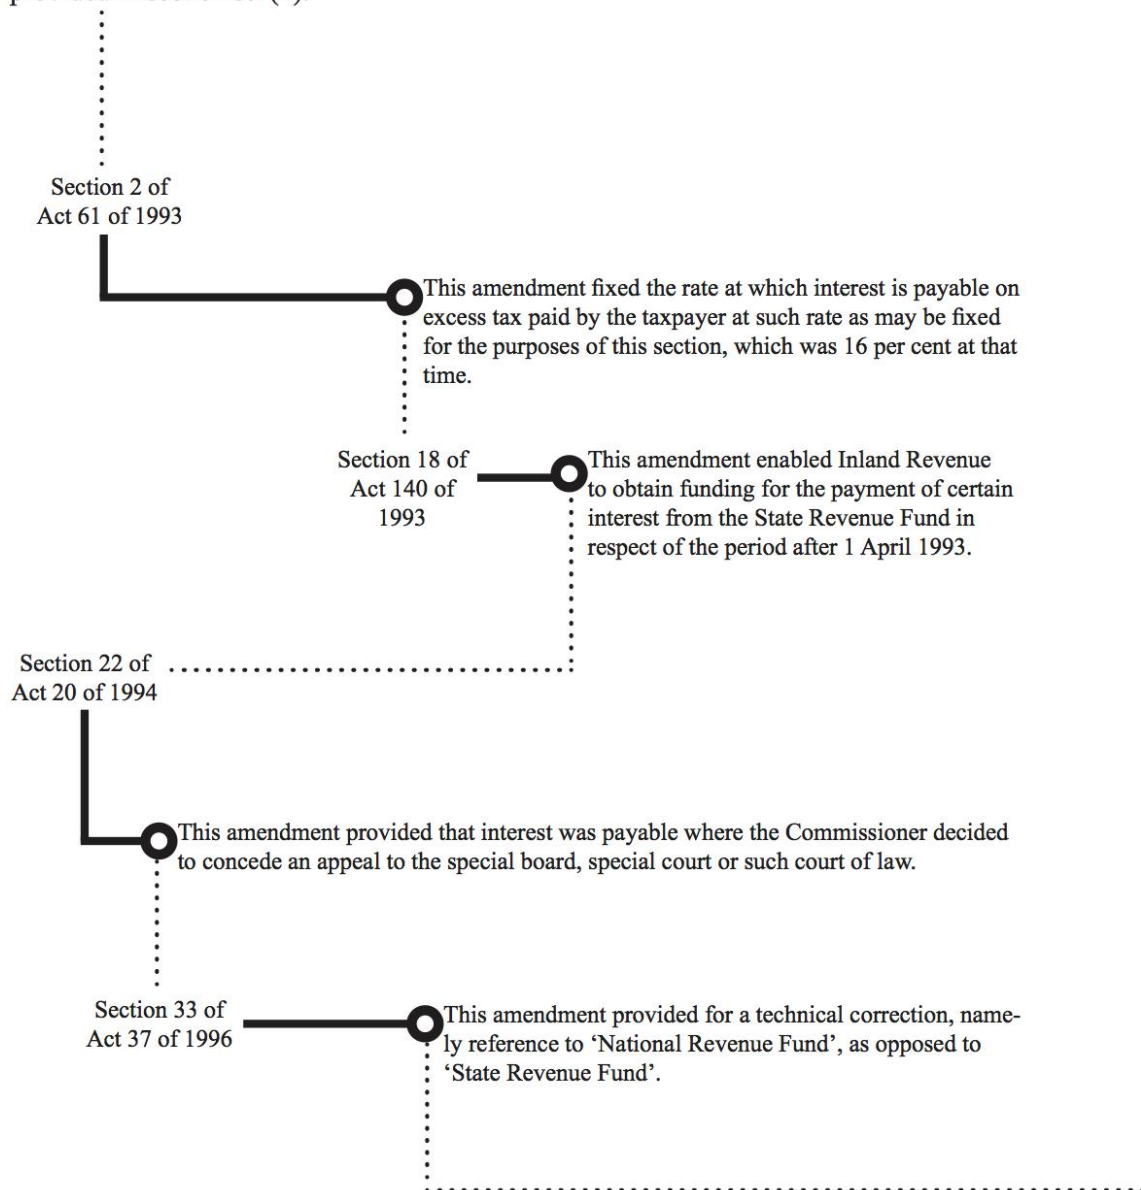 Section 2 of
Act 61 of 1993
This amendment fixed the rate at which interest is payable on
excess tax paid by the taxpayer at such rate as may be fixed
for the purposes of this section, which was 16 per cent at that
time.
Section 18 of
Act 140 of
1993
This amendment enabled Inland Revenue
to obtain funding for the payment of certain
interest from the State Revenue Fund in
respect of the period after 1 April 1993.
Section 22 of
Act 20 of 1994
This amendment provided that interest was payable where the Commissioner decided
to concede an appeal to the special board, special court or such court of law.
Section 33 of
Act 37 of 1996
This amendment provided for a technical correction, name-
ly reference to ‘National Revenue Fund’, as opposed to
‘State Revenue Fund’.